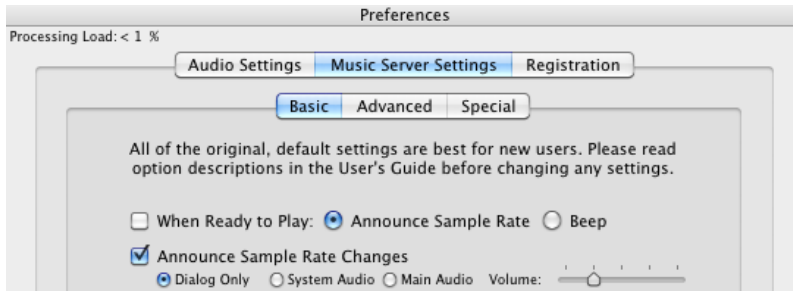 Preferences
Processing Load: < 1 %
Audio Settings Music Server Settings Registration
Basic Advanced Special
All of the original, default settings are best for new users. Please read
option descriptions in the User's Guide before changing any settings.
When Ready to Play: Announce Sample Rate Beep
Announce Sample Rate Changes
Dialog Only System Audio Main Audio Volume: